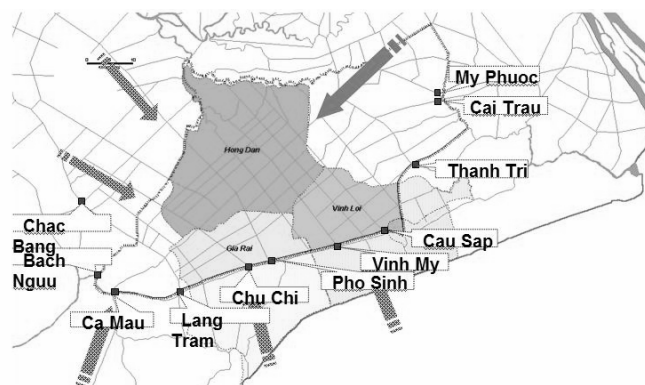 My Phuoc
Cai Trau
Hong Dan
Thanh Tri
Vinh Loi
Chac
Bang
Bach
Nguu
Gia Rai
Cau Sap
Vinh My
Pho Sinh
Chu Chi
Ca Mau
Lang
Tram